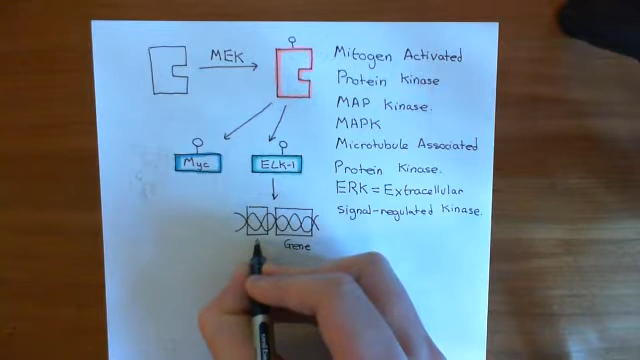 MEK
Mitogen Activated
Protein Kinase
MAP Kinase.
MAPK
Microtubule Associated
Protein Kinase.
ERK = Extracellular
signal-regulated Kinase.
Myc
ELK-1
Gene